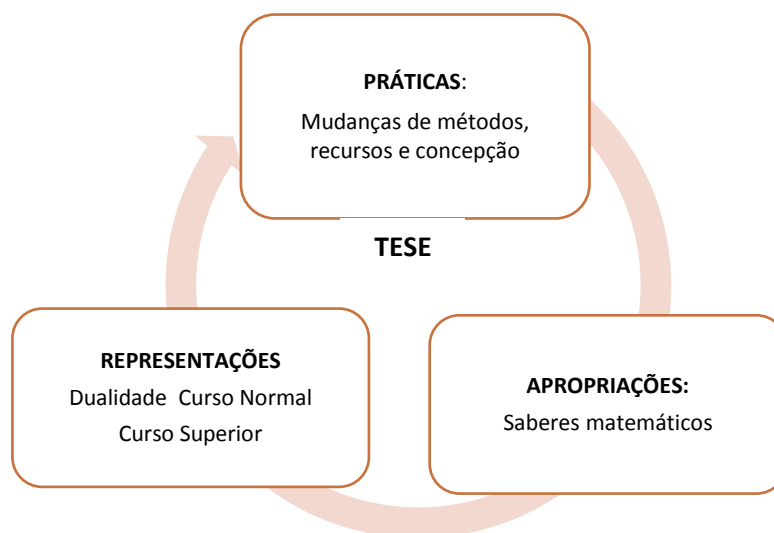 PRÁTICAS:
Mudanças de métodos,
recursos e concepção
TESE
REPRESENTAÇÕES
Dualidade Curso Normal
Curso Superior
APROPRIAÇÕES:
Saberes matemáticos